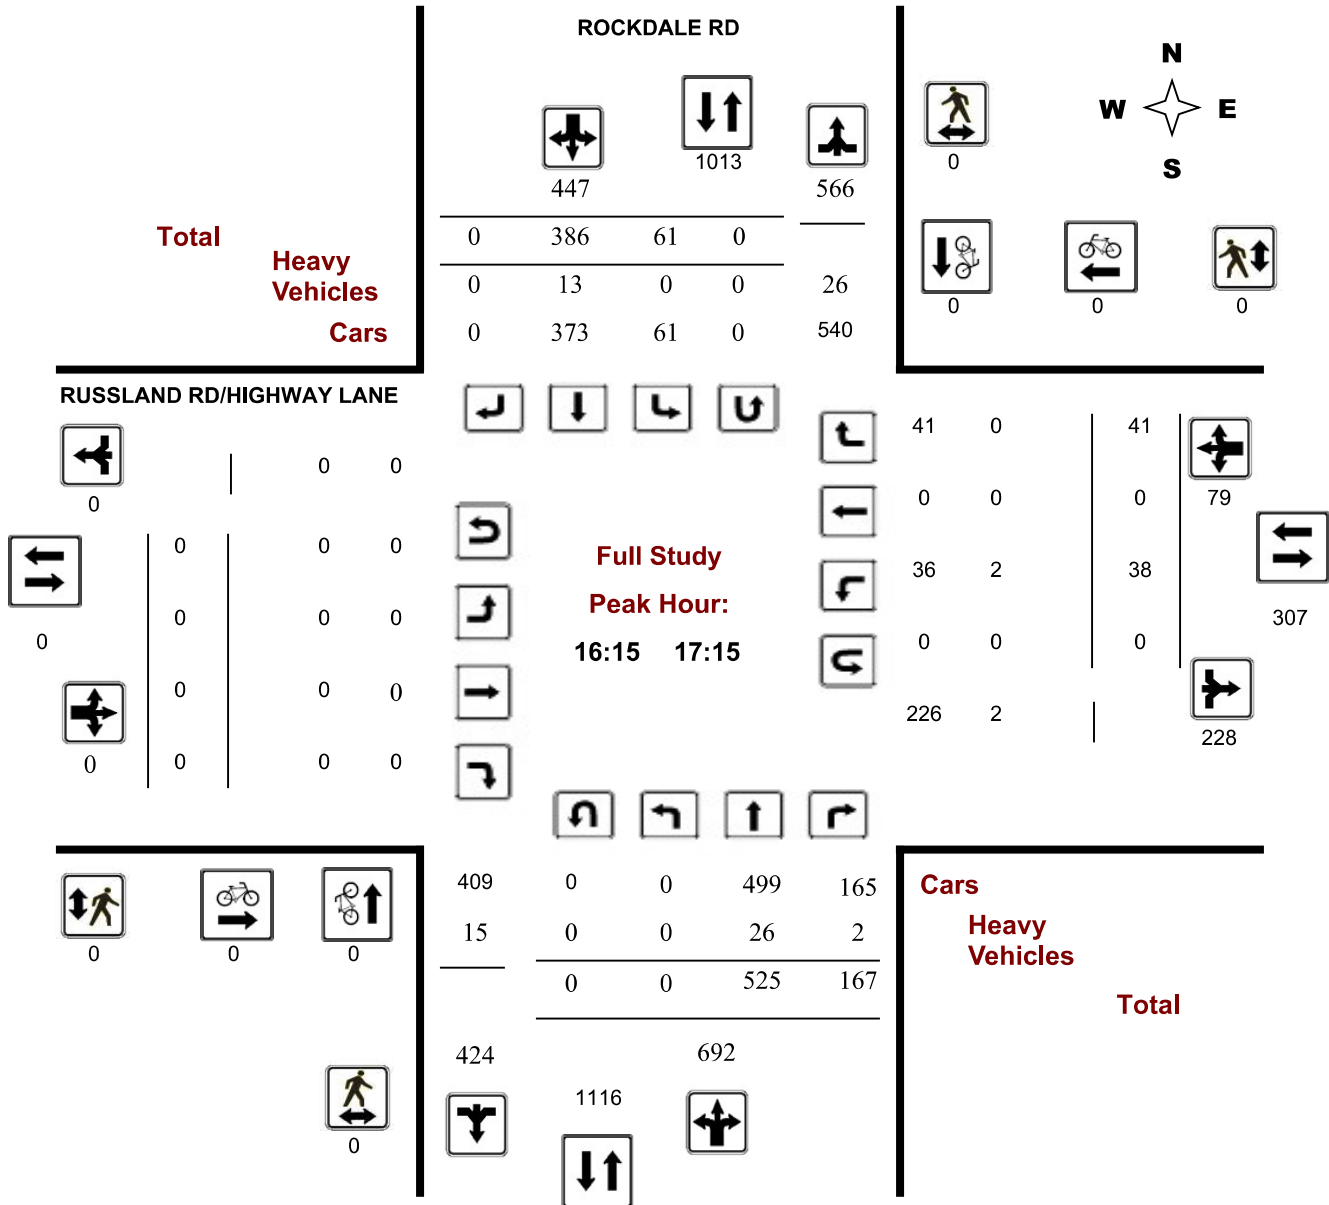 ROCKDALE RD
N
W E
S
1013
0
447 566
Total 0 386 61 0
Heavy
Vehicles 0 13 0 0 26
Cars 0 373 61 0 540
0 0 0
RUSSLAND RD/HIGHWAY LANE
41 0 41
0 0
0
0 0 0 79
0 0 0
Full Study
36 2 38
Peak Hour:
0 0 0 307
0
16:15 17:15
0 0 0
0 0 0
226 2
228
0 0 0 0
409 0 0 499 165 Cars
15 0 0 26 2 Heavy
Vehicles
0 0 0
0 0 525 167
Total
424 692
1116
0